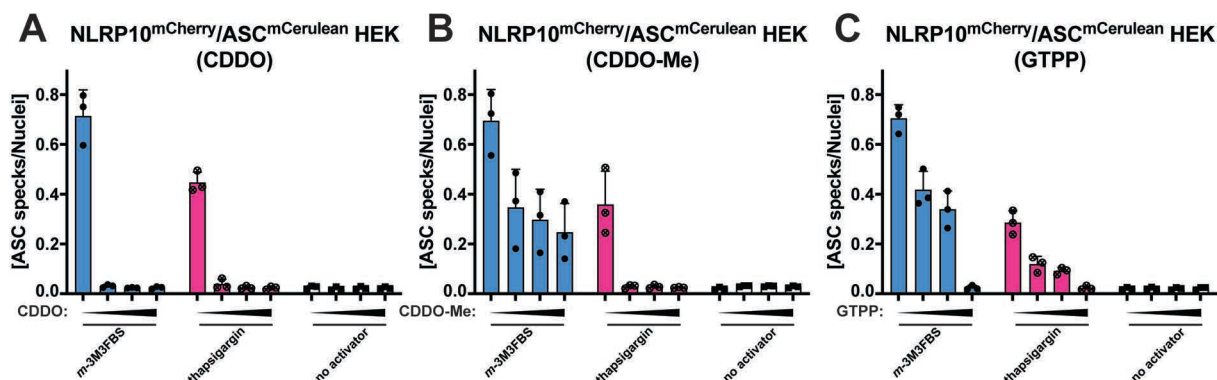 A
NLRP10mCherry/ASCmCerulean HEK
(CDDO)
[ASC specks/Nuclei]
0.8
0.6
0.4
0.2
0.0
CDDO:
m-3M3FBS
thapsigargin
no activator
B
NLRP10mCherry/ASCmCerulean HEK
(CDDO-Me)
[ASC specks/Nuclei]
0.8
0.6
0.4
0.2
0.0
CDDO-Me:
m-3M3FBS
thapsigargin
no activator
C
NLRP10mCherry/ASCmCerulean HEK
(GTPP)
[ASC specks/Nuclei]
0.8
0.6
0.4
0.2
0.0
GTPP:
m-3M3FBS
thapsigargin
no activator